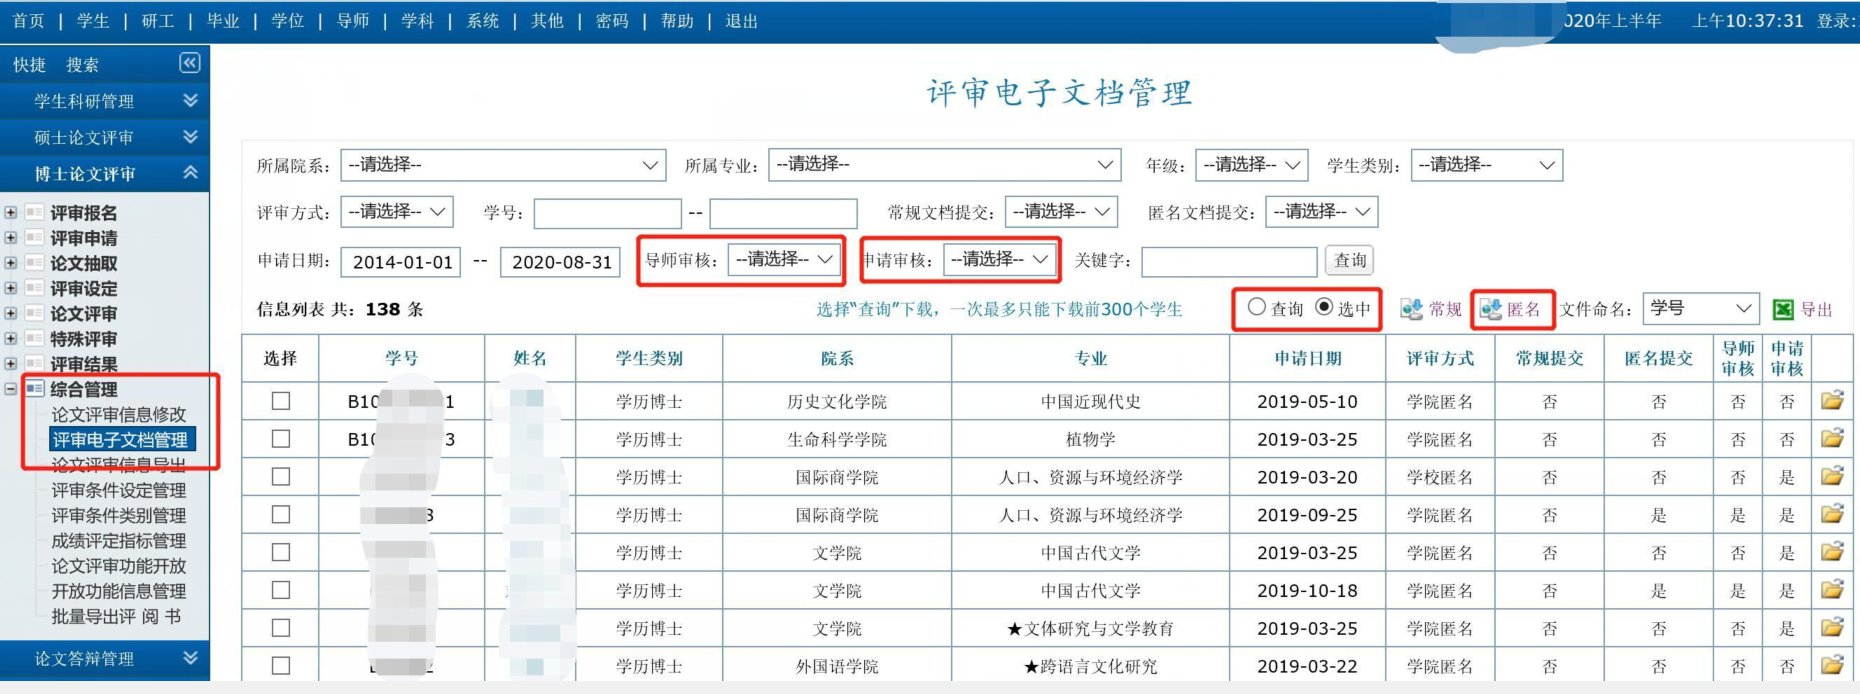 首页 | 学生 | 研工 | 毕业 | 学位 | 导师 | 学科 | 系统 | 其他 | 密码 | 帮助 | 退出
020年上半年 上午10:37:31 登录:
快捷 搜索
学生科研管理
硕士论文评审
博士论文评审
评审报名
评审申请
论文抽取
评审设定
论文评审
特殊评审
评审结果
综合管理
论文评审信息修改
评审电子文档管理
论文评审信息导出
评审条件设定管理
评审条件类别管理
成绩评定指标管理
论文评审功能开放
开放功能信息管理
批量导出评 阅 书
论文答辩管理
评审电子文档管理
所属院系: --请选择-- 所属专业: --请选择-- 年级: --请选择-- 学生类别: --请选择--
评审方式: --请选择-- 学号: -- 常规文档提交: --请选择-- 匿名文档提交: --请选择--
申请日期: 2014-01-01 -- 2020-08-31 导师审核: --请选择-- 申请审核: --请选择-- 关键字: 查询
信息列表 共: 138 条 选择“查询”下载，一次最多只能下载前300个学生 查询 选中 常规 匿名 文件命名: 学号 导出
选择 学号 姓名 学生类别 院系 专业 申请日期 评审方式 常规提交 匿名提交 导师审核 申请审核
B10 1 学历博士 历史文化学院 中国近现代史 2019-05-10 学院匿名 否 否 否 否
B10 3 学历博士 生命科学学院 植物学 2019-03-25 学院匿名 否 否 否 否
学历博士 国际商学院 人口、资源与环境经济学 2019-03-20 学校匿名 否 否 否 是
3 学历博士 国际商学院 人口、资源与环境经济学 2019-09-25 学院匿名 否 是 是 是
学历博士 文学院 中国古代文学 2019-03-25 学院匿名 否 否 否 是
学历博士 文学院 中国古代文学 2019-10-18 学院匿名 否 是 是 是
学历博士 文学院 ★文体研究与文学教育 2019-03-25 学院匿名 否 否 否 是
学历博士 外国语学院 ★跨语言文化研究 2019-03-22 学院匿名 否 否 否 是